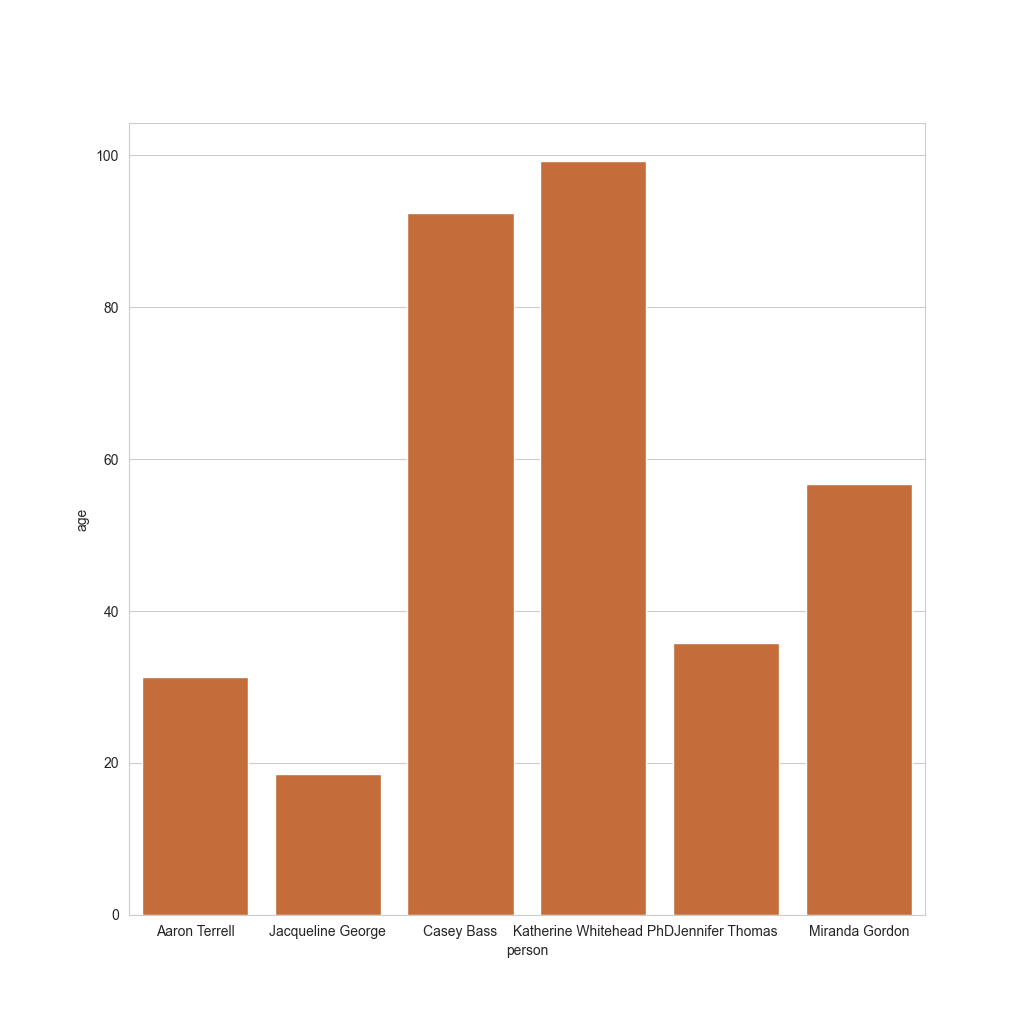 100
80
60
40
20
0
age
Aaron Terrell
Jacqueline George
Casey Bass
Katherine Whitehead PhD
Jennifer Thomas
Miranda Gordon
person